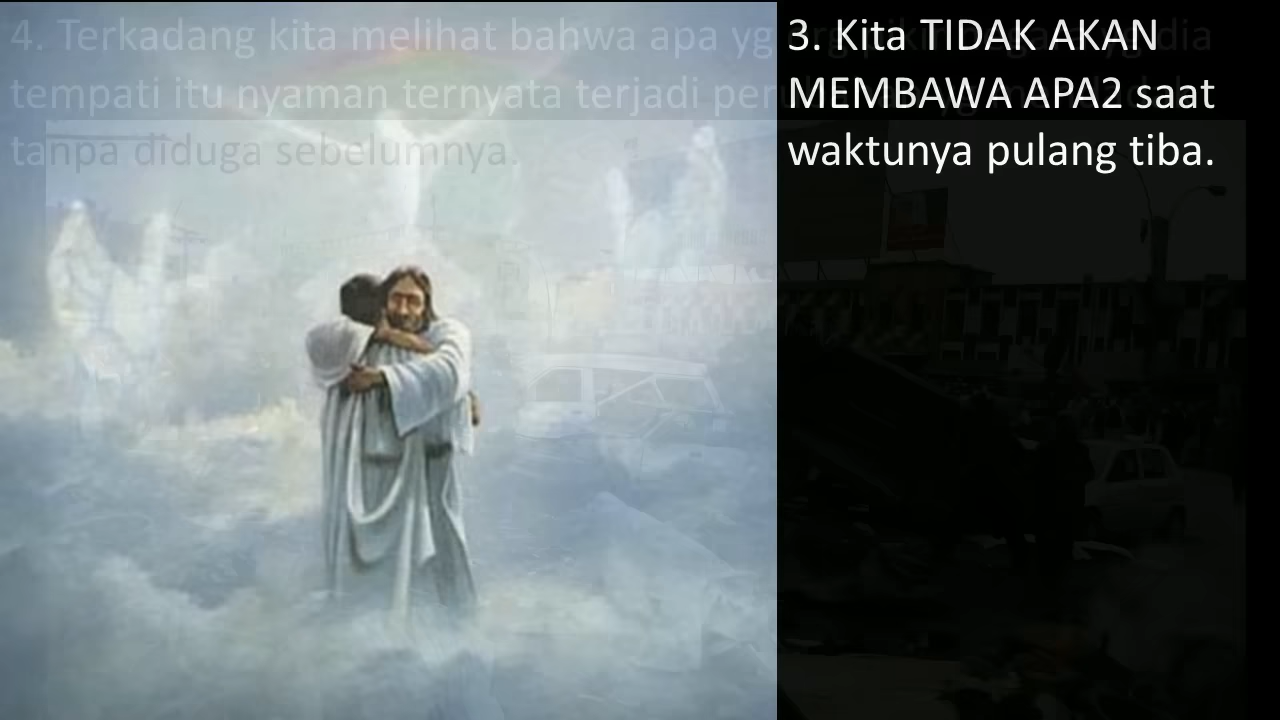 3. Kita TIDAK AKAN
MEMBAWA APA2 saat
waktunya pulang tiba.
4. Terkadang kita melihat bahwa apa yg dia
tempati itu nyaman ternyata terjadi
tanpa diduga sebelumnya.